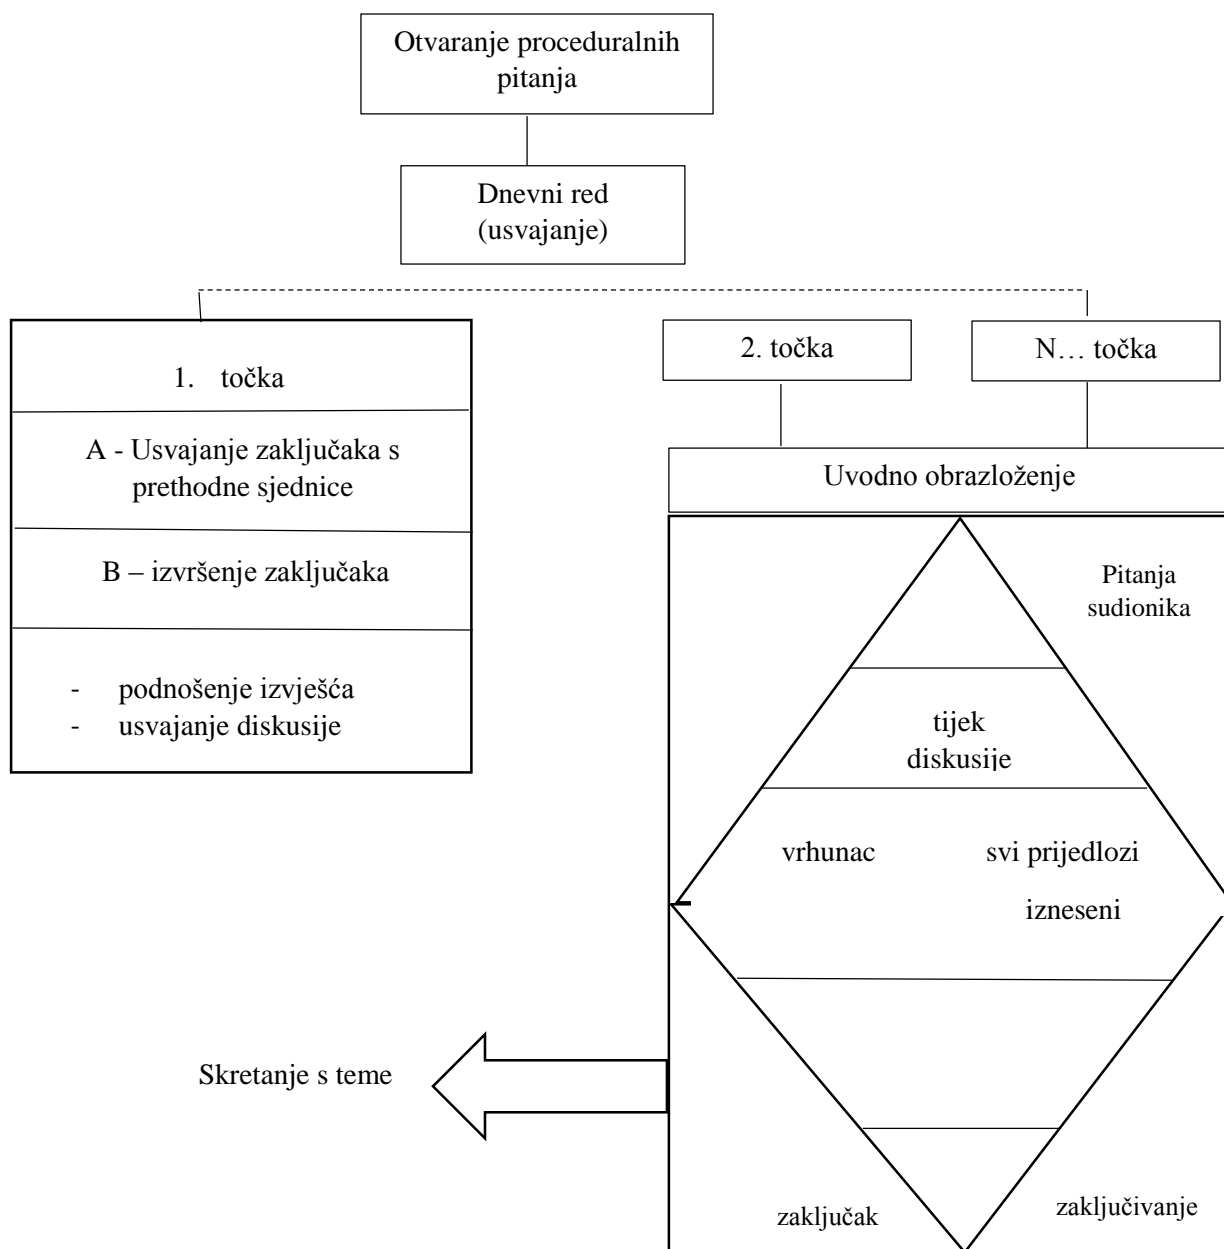 Otvaranje proceduralnih
pitanja
Dnevni red
(usvajanje)
1. točka
A - Usvajanje zaključaka s
prethodne sjednice
B – izvršenje zaključaka
- podnošenje izvješća
- usvajanje diskusije
2. točka
N… točka
Uvodno obrazloženje
Pitanja
sudionika
tijek
diskusije
vrhunac
svi prijedlozi
izneseni
Skretanje s teme
zaključak
zaključivanje